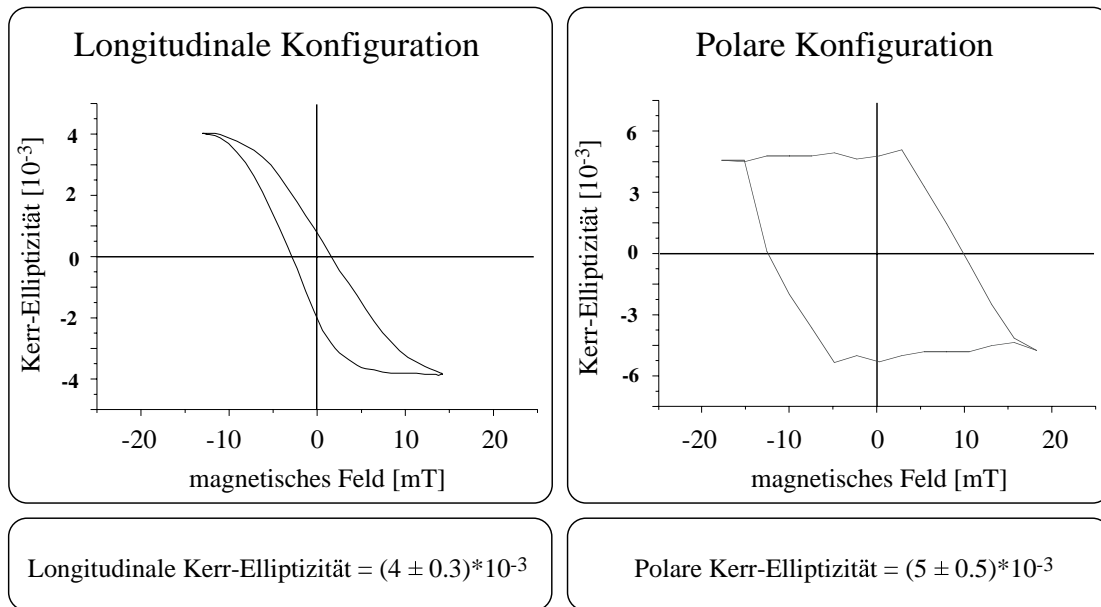 Longitudinale Konfiguration
Kerr-Elliptizität [10-3]
4
2
0
-2
-4
-20 -10 0 10 20
magnetisches Feld [mT]
Polare Konfiguration
Kerr-Elliptizität [10-3]
6
3
0
-3
-6
-20 -10 0 10 20
magnetisches Feld [mT]
Longitudinale Kerr-Elliptizität = (4 ± 0.3)*10-3
Polare Kerr-Elliptizität = (5 ± 0.5)*10-3